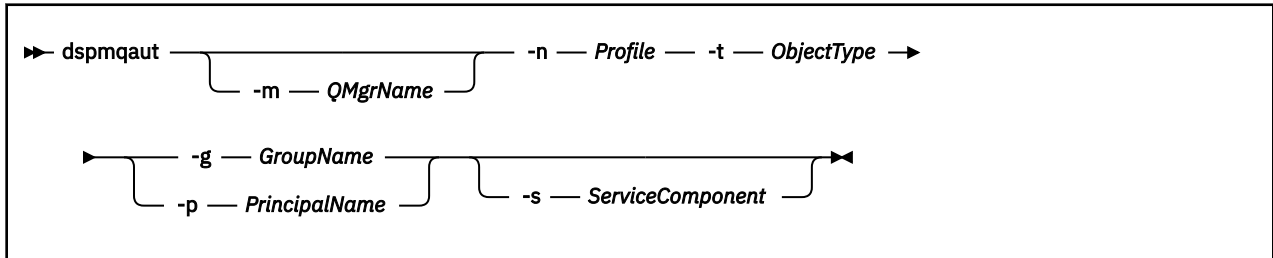 dspmqaut -n Profile -t ObjectType
-m QMgrName
-g GroupName
-p PrincipalName
-s ServiceComponent